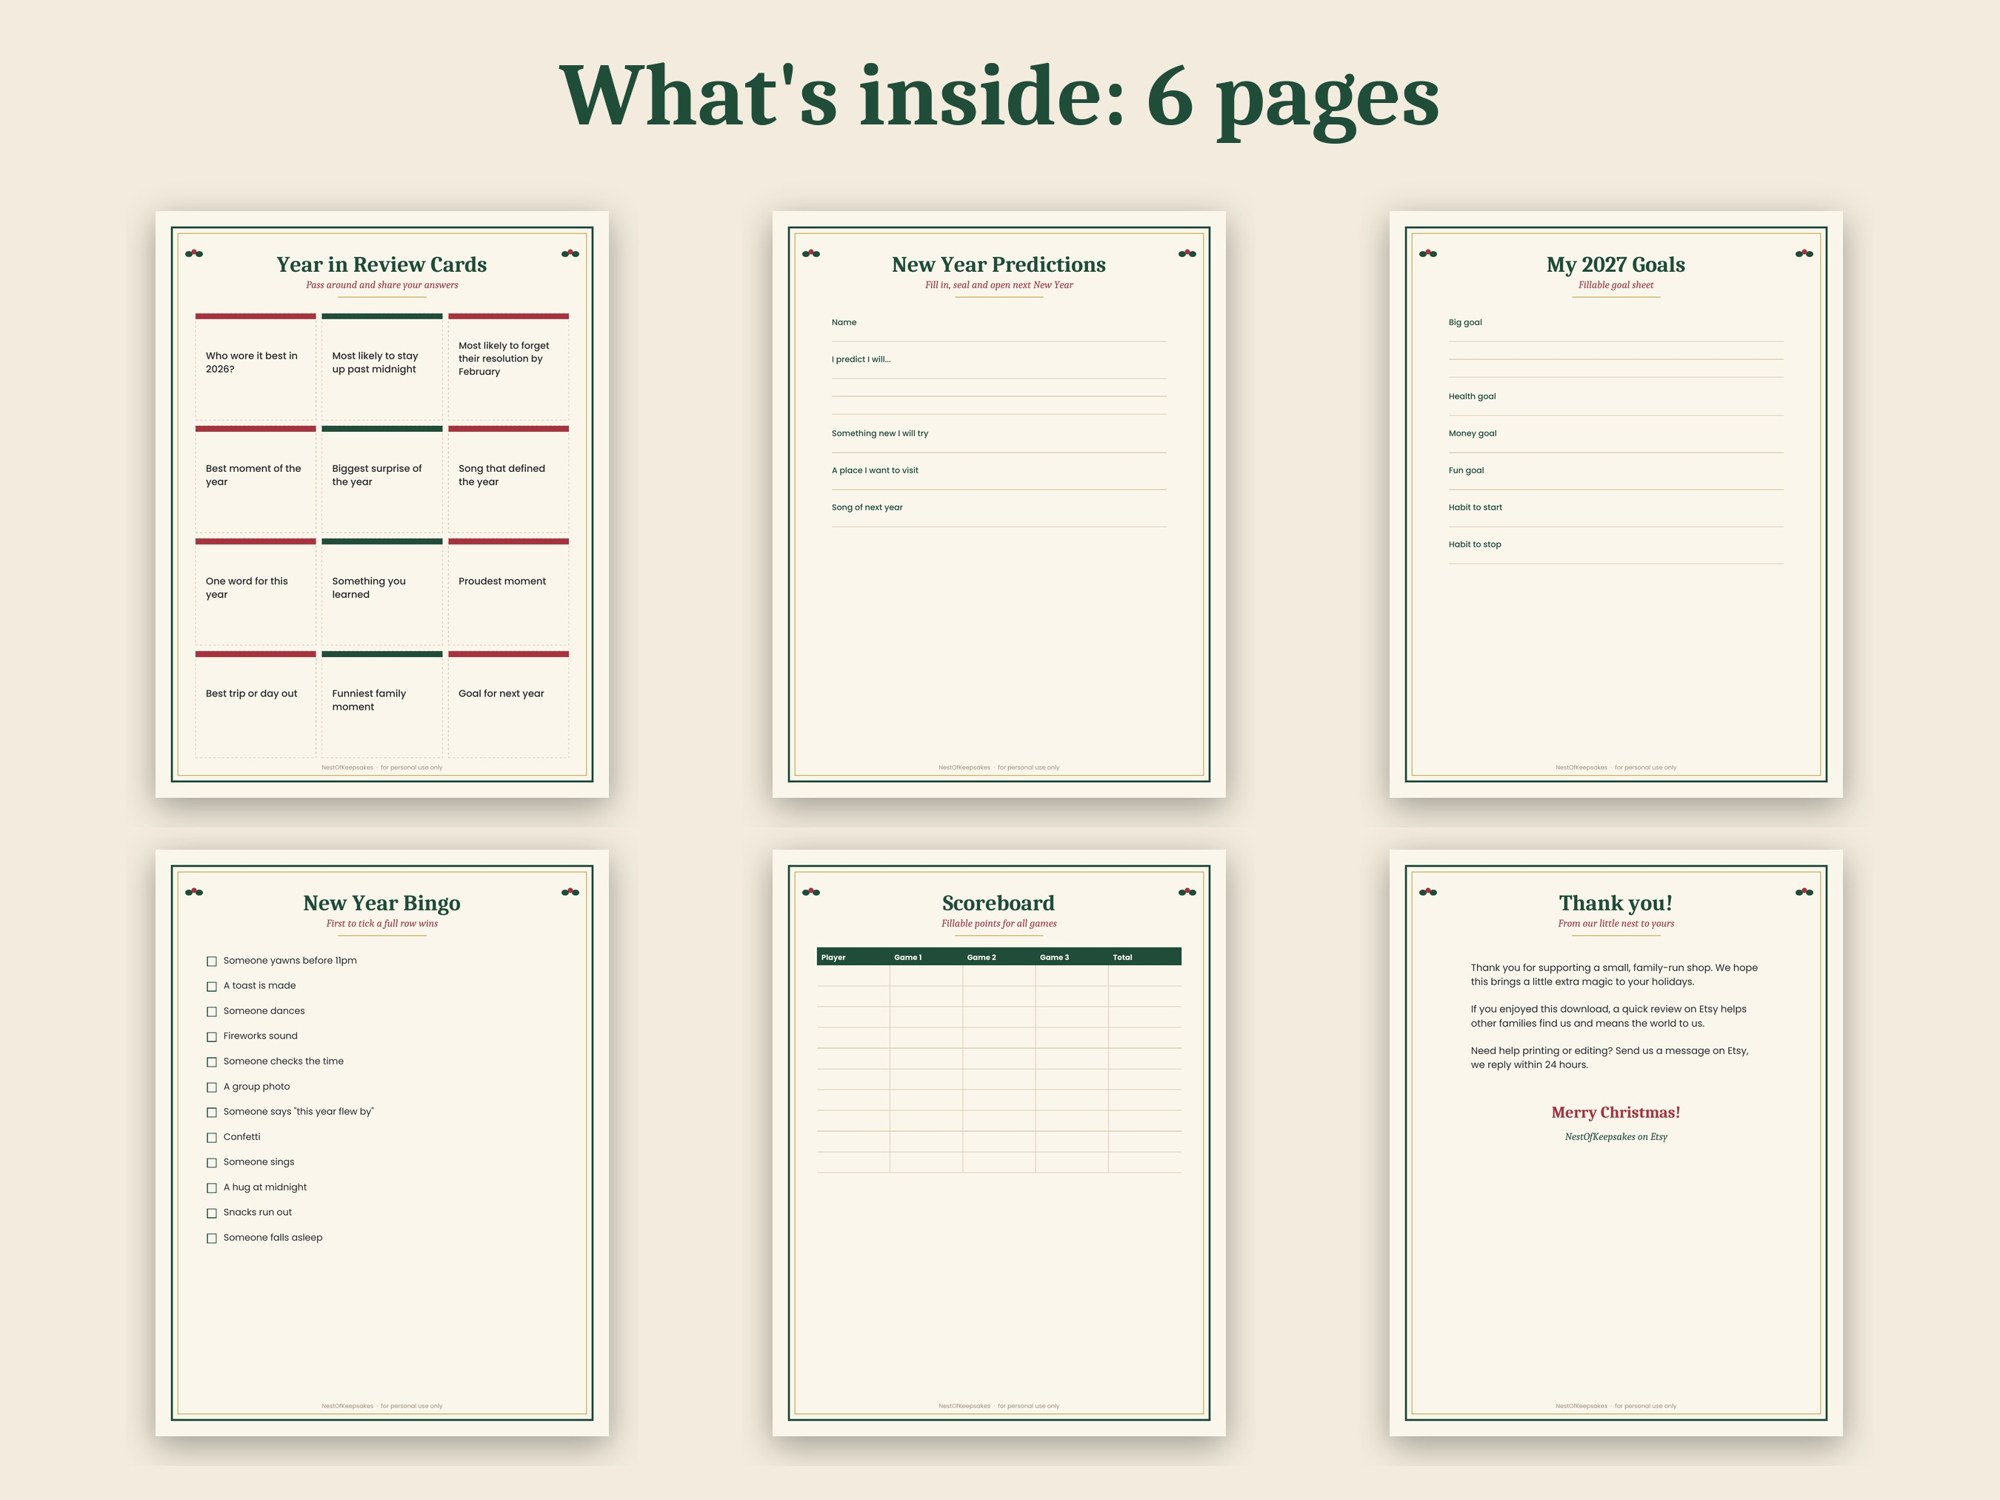 What's inside: 6 pages
Year in Review Cards
Pass around and share your answers
Who wore it best in
2026?
Most likely to stay
up past midnight
Most likely to forget
their resolution by
February
Best moment of the
year
Biggest surprise of
the year
Song that defined
the year
One word for this
year
Something you
learned
Proudest moment
Best trip or day out
Funniest family
moment
Goal for next year
NestOfKeepsakes · for personal use only
New Year Predictions
Fill in, seal and open next New Year
Name
I predict I will...
Something new I will try
A place I want to visit
Song of next year
NestOfKeepsakes · for personal use only
My 2027 Goals
Fillable goal sheet
Big goal
Health goal
Money goal
Fun goal
Habit to start
Habit to stop
NestOfKeepsakes · for personal use only
New Year Bingo
First to tick a full row wins
Someone yawns before 11pm
A toast is made
Someone dances
Fireworks sound
Someone checks the time
A group photo
Someone says "this year flew by"
Confetti
Someone sings
A hug at midnight
Snacks run out
Someone falls asleep
NestOfKeepsakes · for personal use only
Scoreboard
Fillable points for all games
Player Game 1 Game 2 Game 3 Total
NestOfKeepsakes · for personal use only
Thank you!
From our little nest to yours
Thank you for supporting a small, family-run shop. We hope
this brings a little extra magic to your holidays.
If you enjoyed this download, a quick review on Etsy helps
other families find us and means the world to us.
Need help printing or editing? Send us a message on Etsy,
we reply within 24 hours.
Merry Christmas!
NestOfKeepsakes on Etsy
NestOfKeepsakes · for personal use only